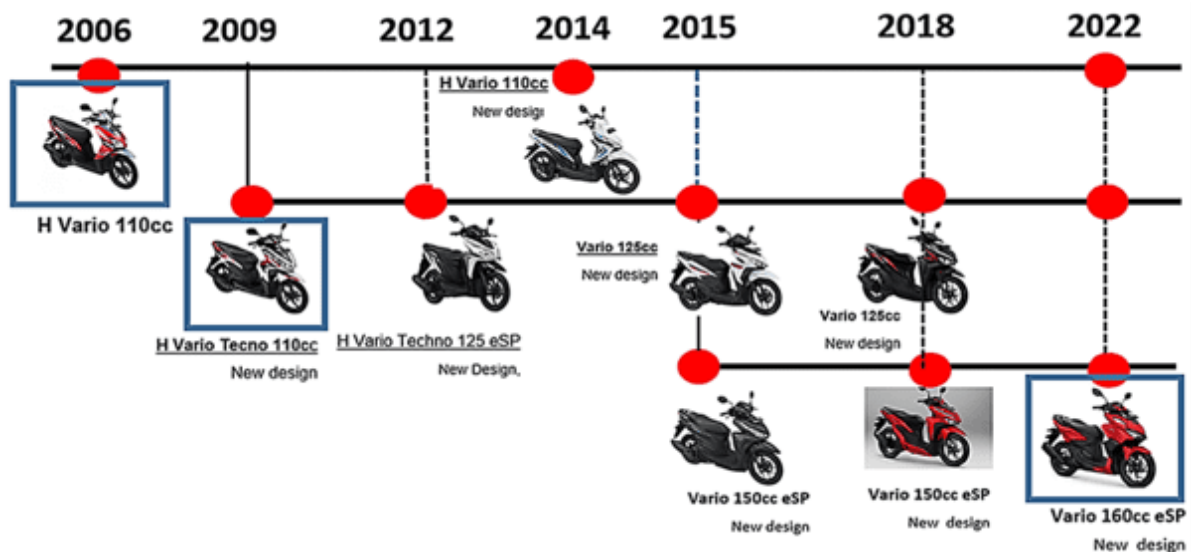 2006 2009 2012 2014 2015 2018 2022
H Vario 110cc
New design
H Vario 110cc
Vario 125cc
New design
Vario 125cc
New design
H Vario Tecno 110cc
New design
H Vario Techno 125 eSP
New Design,
Vario 150cc eSP
New design
Vario 150cc eSP
New design
Vario 160cc eSP
New design